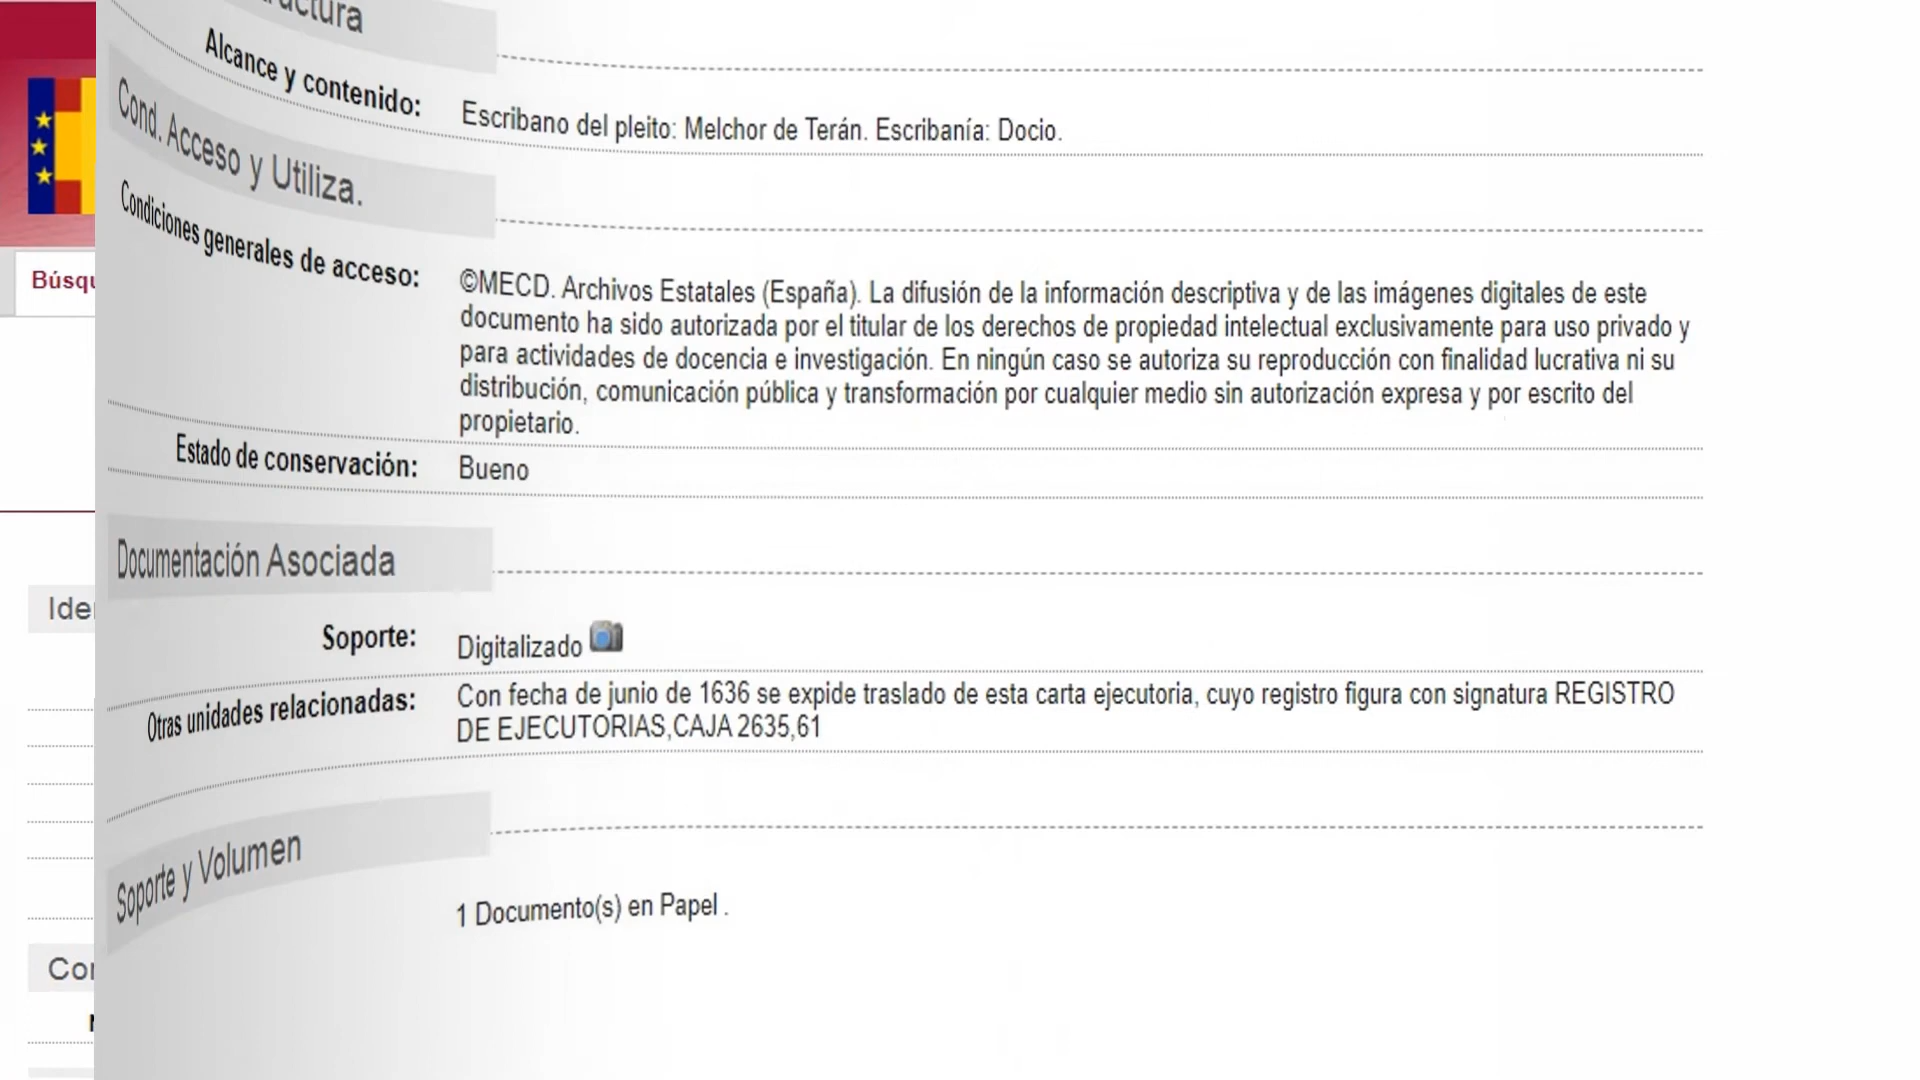 Alcance y contenido: Escribano del pleito: Melchor de Terán. Escribanía: Docio.
Cond. Acceso y Utiliza.
Condiciones generales de acceso: ©MECD. Archivos Estatales (España). La difusión de la información descriptiva y de las imágenes digitales de este
documento ha sido autorizada por el titular de los derechos de propiedad intelectual exclusivamente para uso privado y
para actividades de docencia e investigación. En ningún caso se autoriza su reproducción con finalidad lucrativa ni su
distribución, comunicación pública y transformación por cualquier medio sin autorización expresa y por escrito del
propietario.
Estado de conservación: Bueno
Documentación Asociada
Soporte: Digitalizado
Otras unidades relacionadas: Con fecha de junio de 1636 se expide traslado de esta carta ejecutoria, cuyo registro figura con signatura REGISTRO
DE EJECUTORIAS,CAJA 2635,61
Soporte y Volumen
1 Documento(s) en Papel .